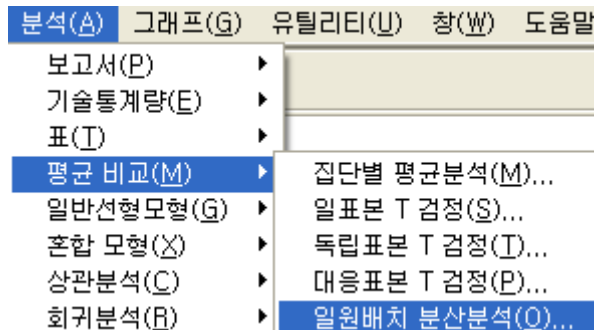 분석(A) 그래프(G) 유틸리티(U) 창(W) 도움말
보고서(P)
기술통계량(E)
표(T)
평균 비교(M)
일반선형모형(G)
혼합 모형(X)
상관분석(C)
회귀분석(R)
집단별 평균분석(M)...
일표본 T 검정(S)...
독립표본 T 검정(T)...
대응표본 T 검정(P)...
일원배치 분산분석(O)...